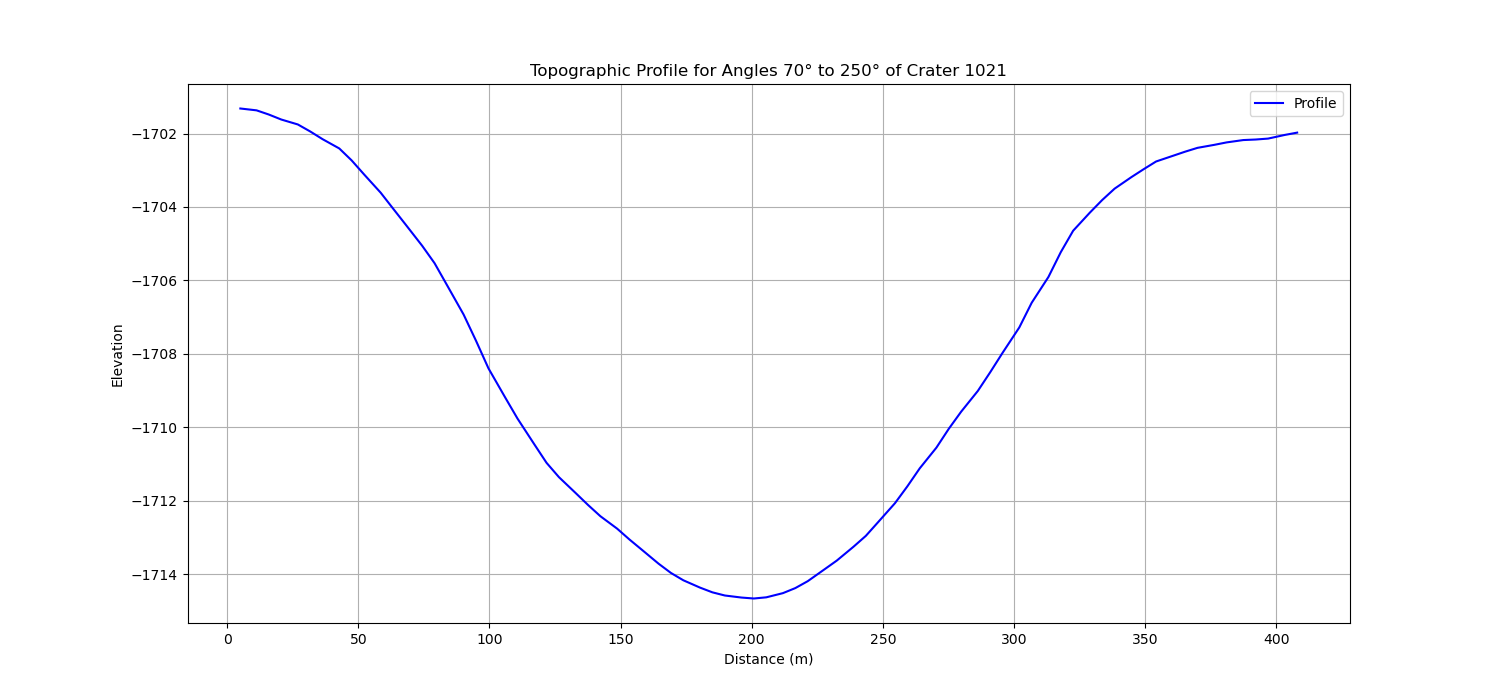 Topographic Profile for Angles 70° to 250° of Crater 1021
Profile
−1702
−1704
−1706
−1708
−1710
−1712
−1714
Elevation
0 50 100 150 200 250 300 350 400
Distance (m)